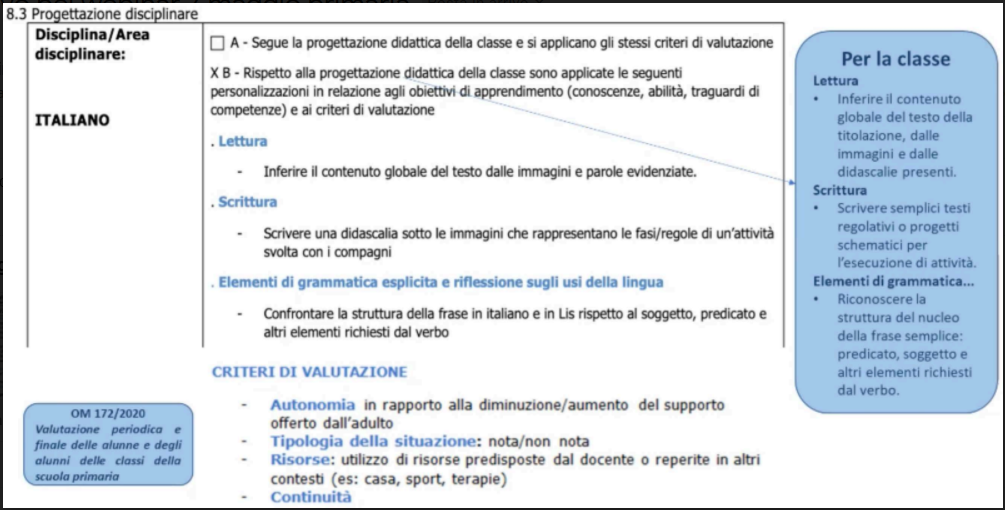 8.3 Progettazione disciplinare
Disciplina/Area
disciplinare:
ITALIANO
A - Segue la progettazione didattica della classe e si applicano gli stessi criteri di valutazione
X B - Rispetto alla progettazione didattica della classe sono applicate le seguenti
personalizzazioni in relazione agli obiettivi di apprendimento (conoscenze, abilità, traguardi di
competenze) e ai criteri di valutazione
. Lettura
- Inferire il contenuto globale del testo dalle immagini e parole evidenziate.
. Scrittura
- Scrivere una didascalia sotto le immagini che rappresentano le fasi/regole di un'attività
svolta con i compagni
. Elementi di grammatica esplicita e riflessione sugli usi della lingua
- Confrontare la struttura della frase in italiano e in Lis rispetto al soggetto, predicato e
altri elementi richiesti dal verbo
CRITERI DI VALUTAZIONE
- Autonomia in rapporto alla diminuzione/aumento del supporto
offerto dall'adulto
- Tipologia della situazione: nota/non nota
- Risorse: utilizzo di risorse predisposte dal docente o reperite in altri
contesti (es: casa, sport, terapie)
- Continuità
Per la classe
Lettura
• Inferire il contenuto
globale del testo della
titolazione, dalle
immagini e dalle
didascalie presenti.
Scrittura
• Scrivere semplici testi
regolativi o progetti
schematici per
l'esecuzione di attività.
Elementi di grammatica...
• Riconoscere la
struttura del nucleo
della frase semplice:
predicato, soggetto e
altri elementi richiesti
dal verbo.
OM 172/2020
Valutazione periodica e
finale delle alunne e degli
alunni delle classi della
scuola primaria